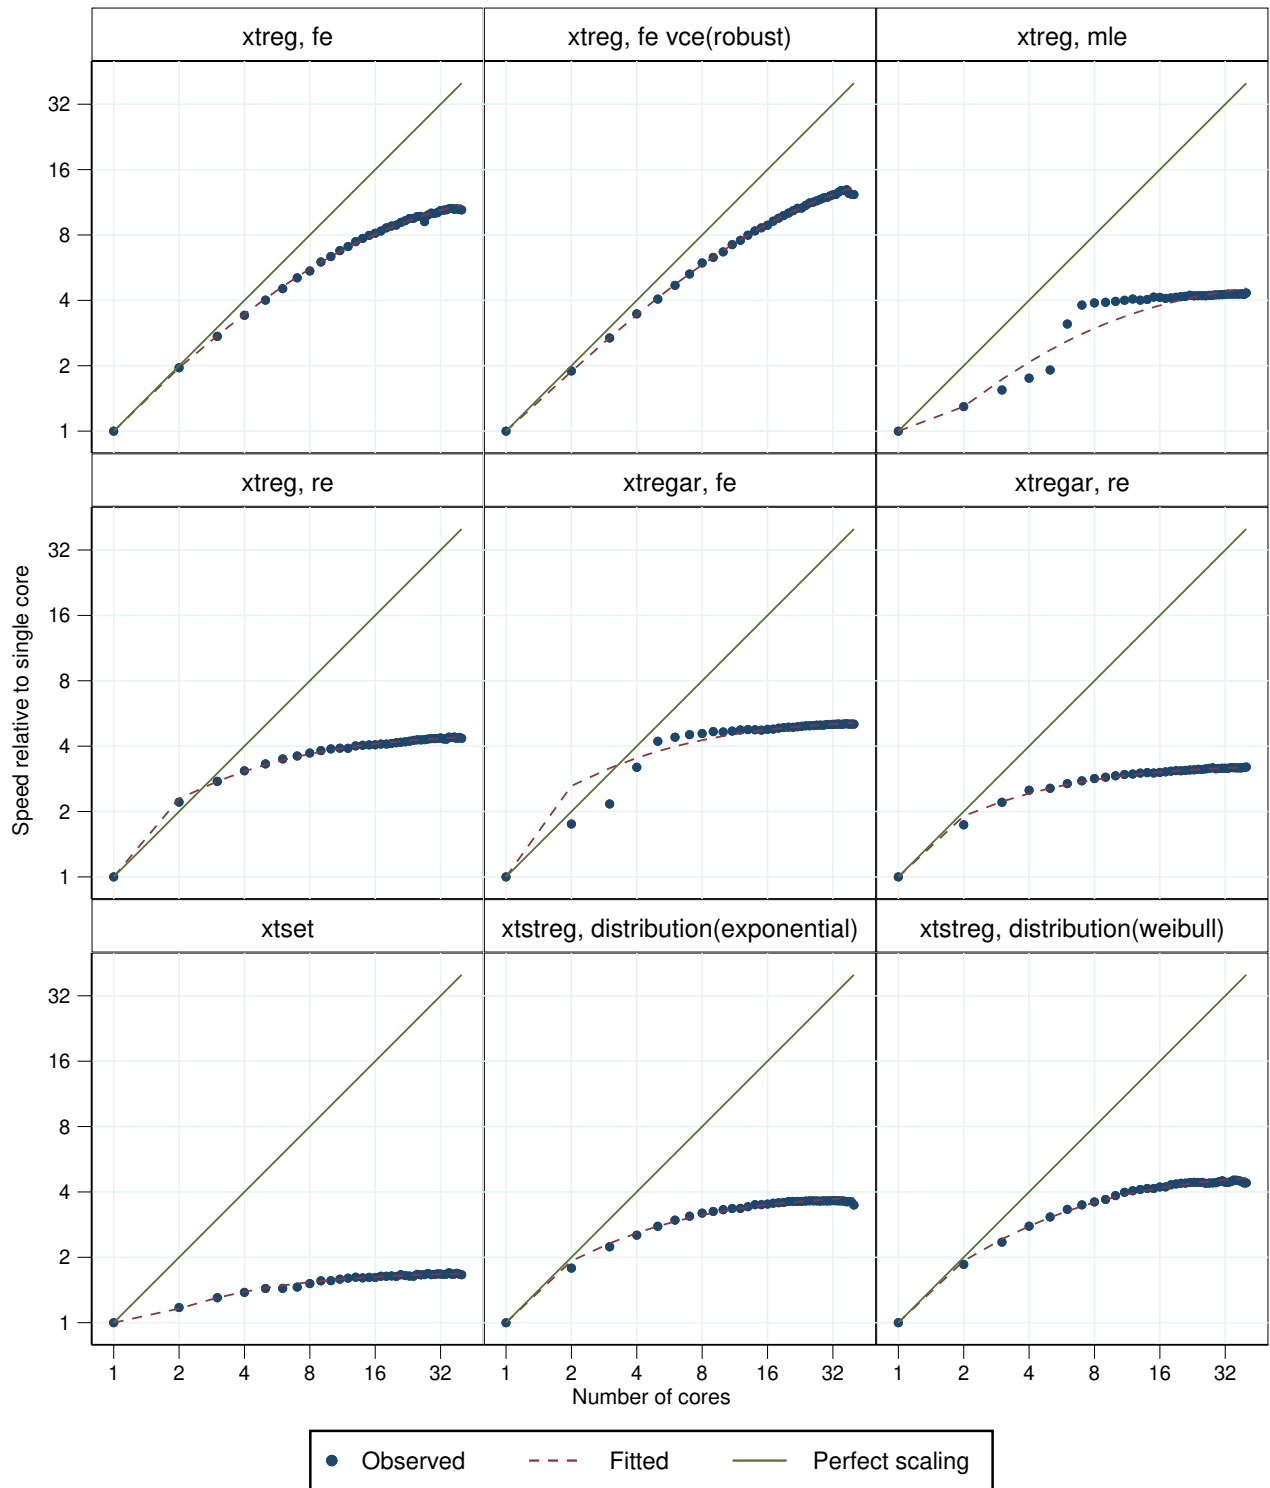 xtreg, fe
xtreg, fe vce(robust)
xtreg, mle
32
16
8
4
2
1
xtreg, re
xtregar, fe
xtregar, re
32
16
8
4
2
1
Speed relative to single core
xtset
xtstreg, distribution(exponential)
xtstreg, distribution(weibull)
32
16
8
4
2
1
1 2 4 8 16 32
1 2 4 8 16 32
1 2 4 8 16 32
Number of cores
Observed Fitted Perfect scaling